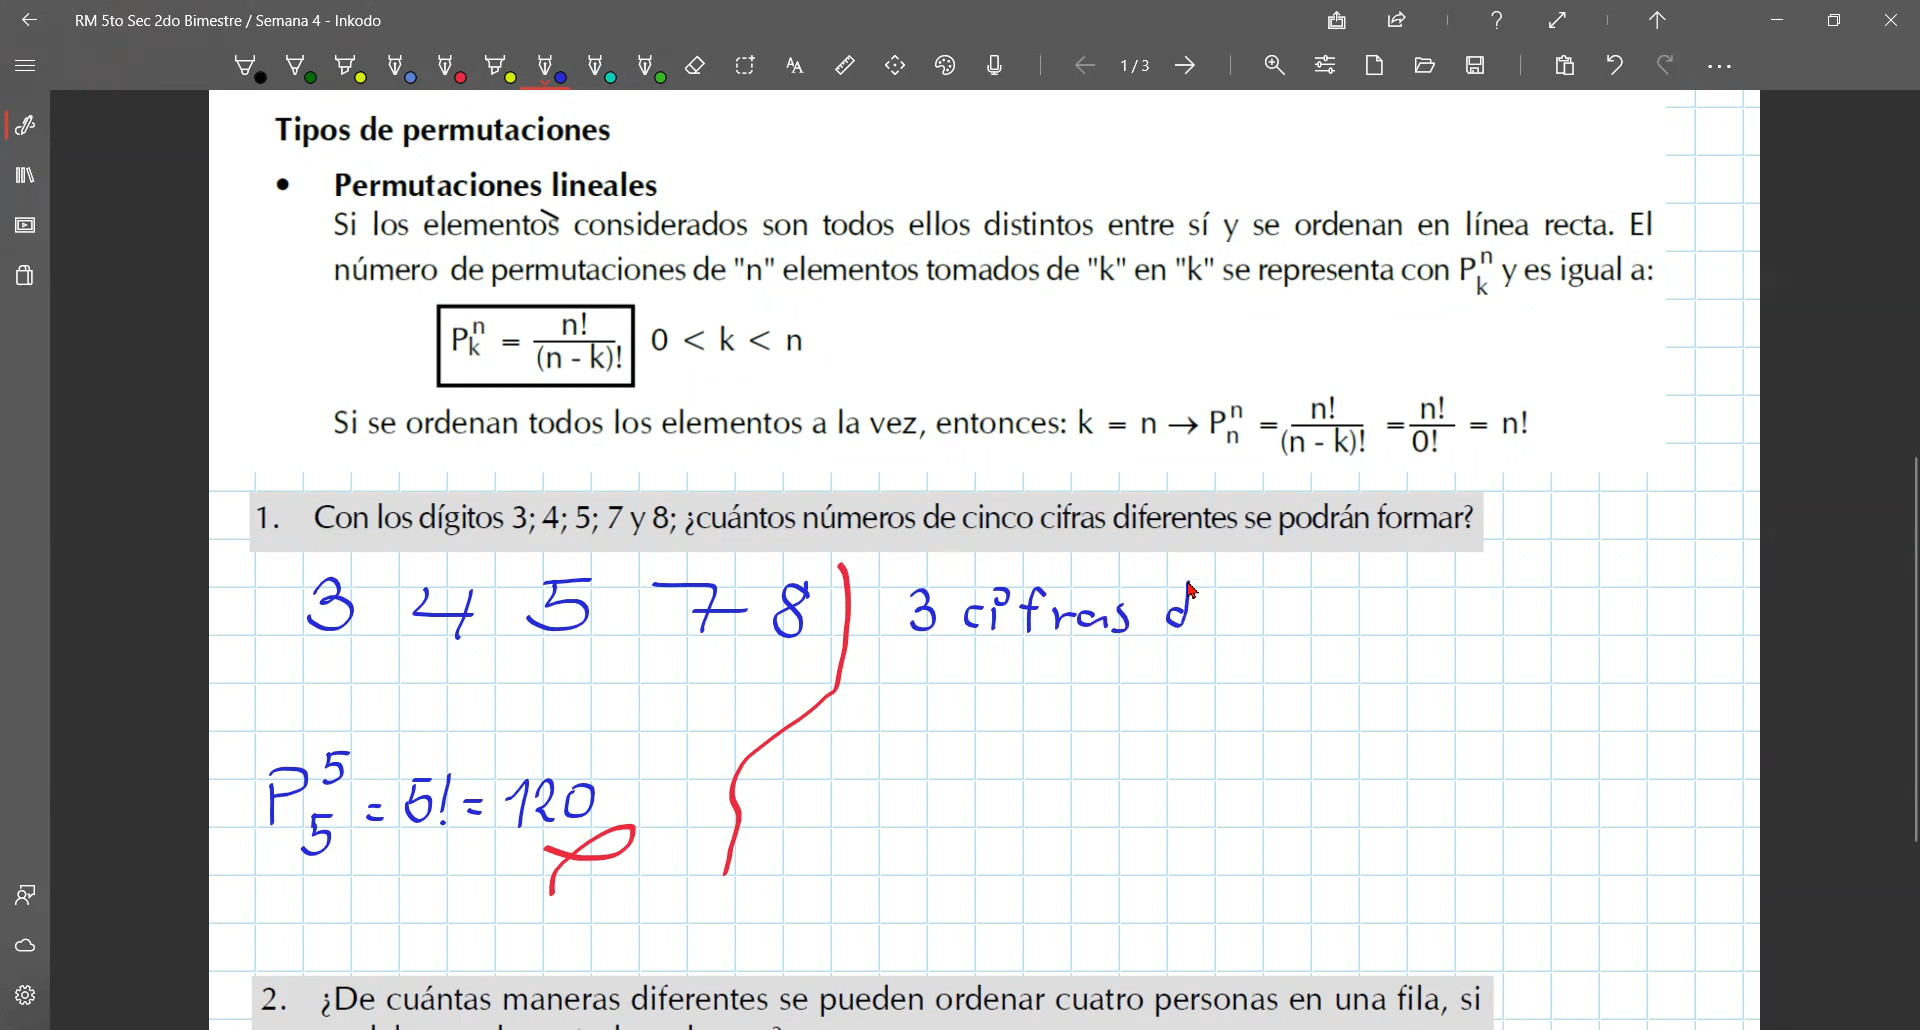 RM 5to Sec 2do Bimestre / Semana 4 - Inkodo
1 / 3
Tipos de permutaciones
• Permutaciones lineales
Si los elementos considerados son todos ellos distintos entre sí y se ordenan en línea recta. El
número de permutaciones de "n" elementos tomados de "k" en "k" se representa con P^n_k y es igual a:
P^n_k = n!/(n - k)! 0 < k < n
Si se ordenan todos los elementos a la vez, entonces: k = n → P^n_n = n!/(n - k)! = n!/0! = n!
1. Con los dígitos 3; 4; 5; 7 y 8; ¿cuántos números de cinco cifras diferentes se podrán formar?
3 4 5 7 8 3 cifras d
P^5_5 = 5! = 120
2. ¿De cuántas maneras diferentes se pueden ordenar cuatro personas en una fila, si